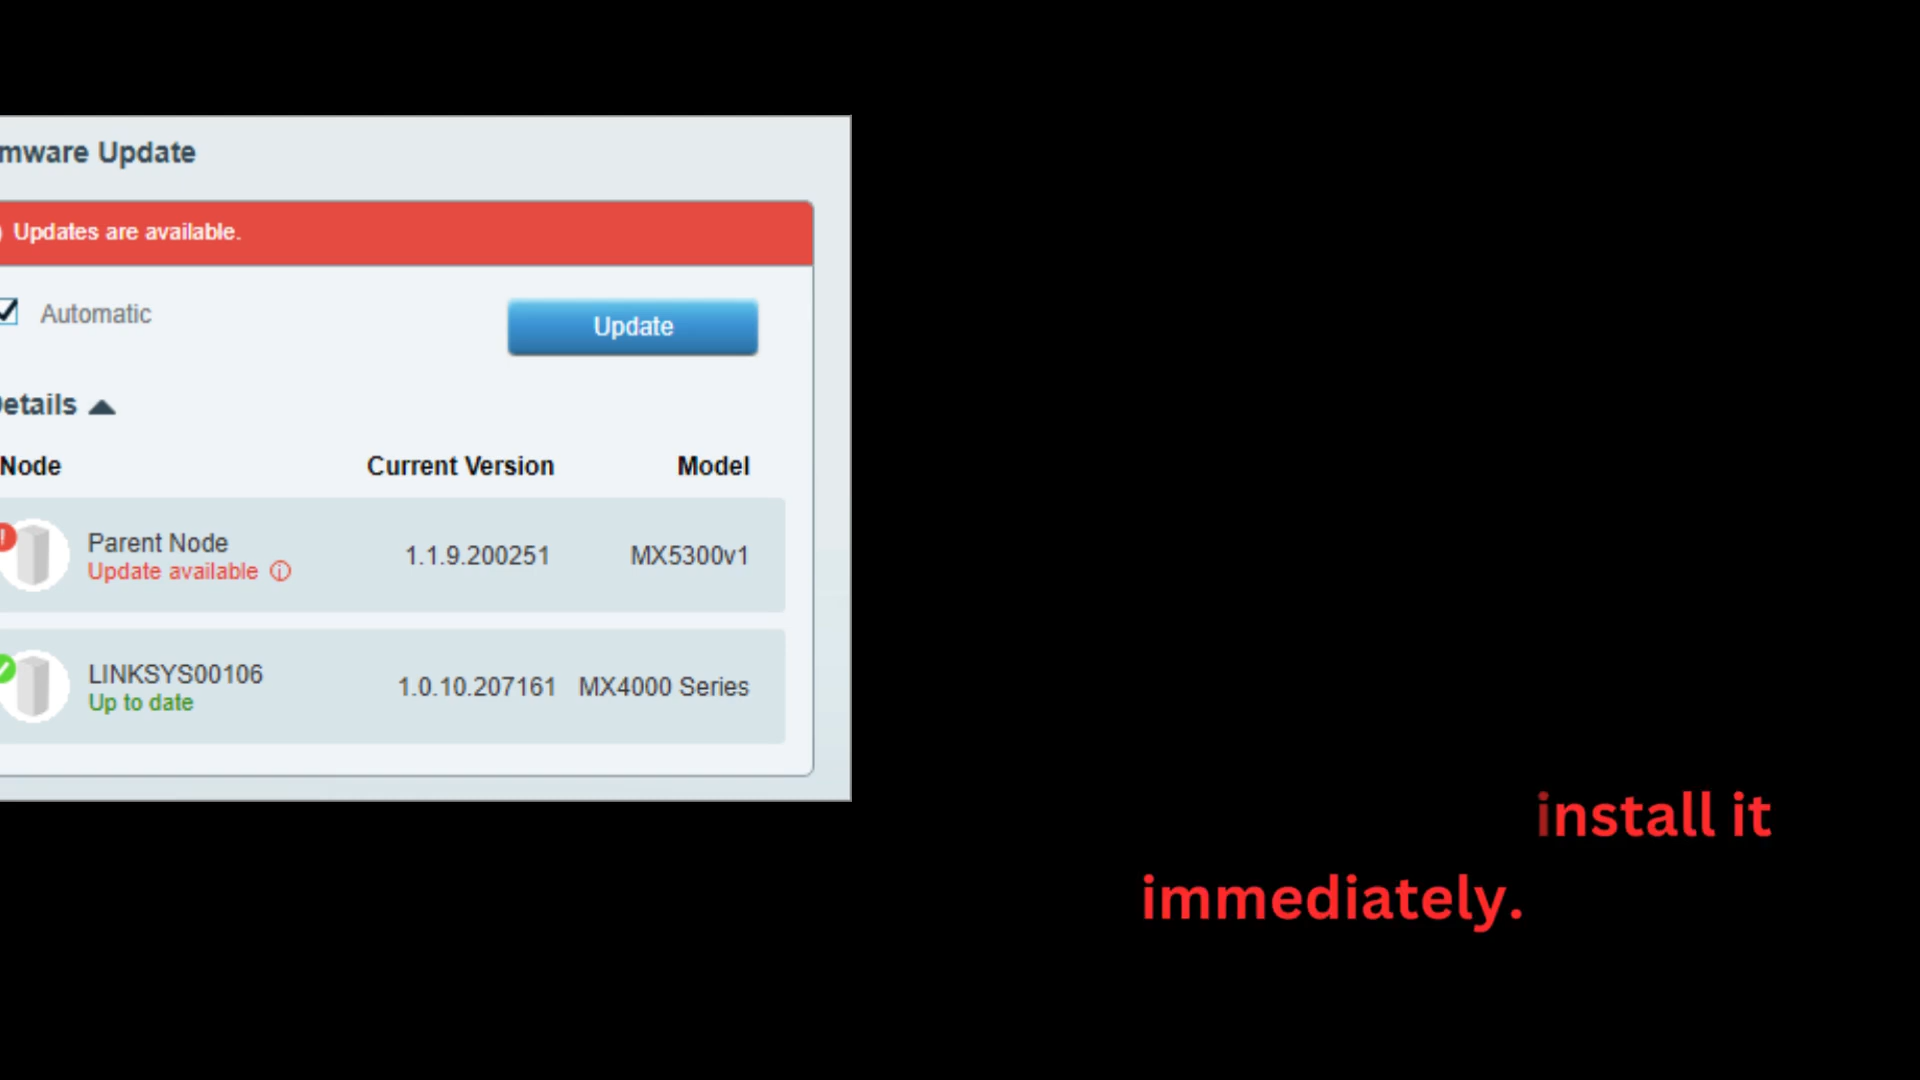 mware Update
Updates are available.
Automatic
Update
etails
Node Current Version Model
Parent Node
Update available
1.1.9.200251 MX5300v1
LINKSYS00106
Up to date
1.0.10.207161 MX4000 Series
install it
immediately.